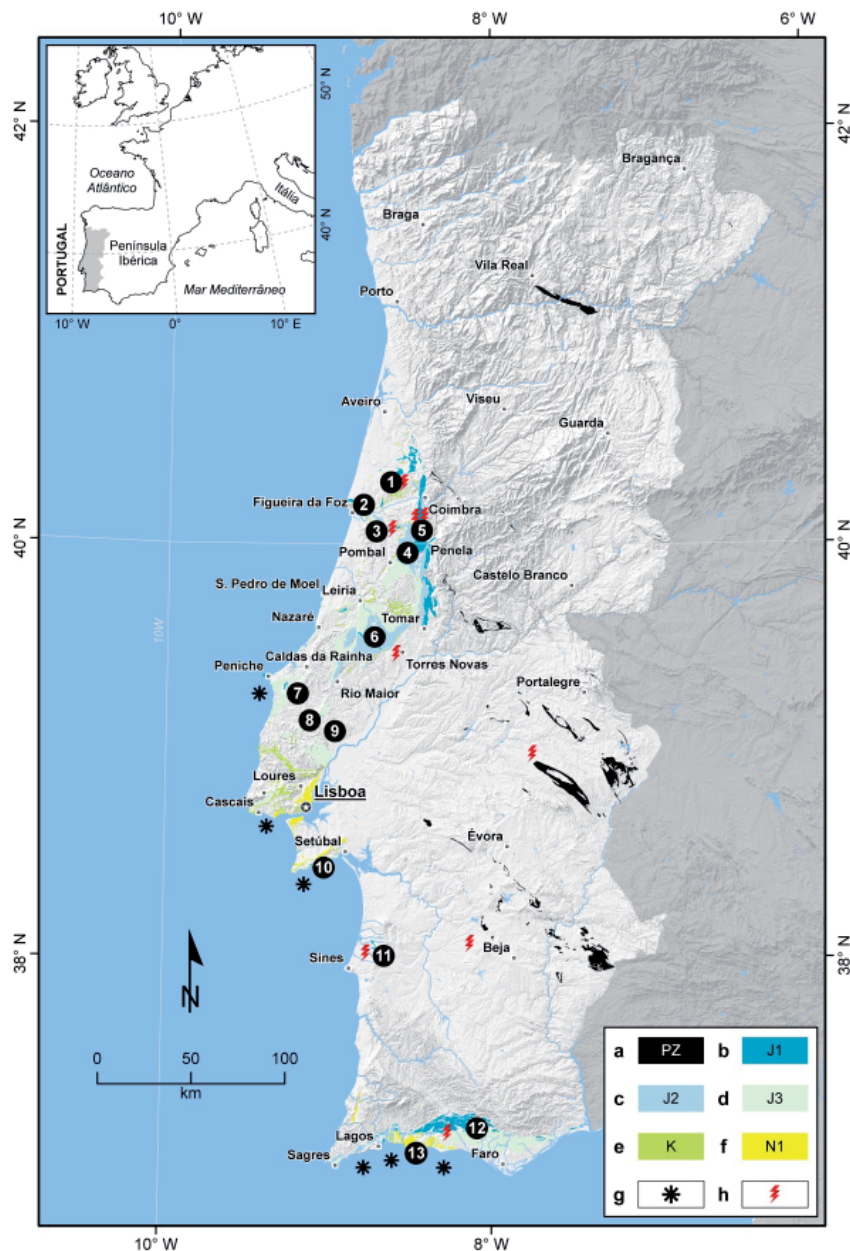 10° W
8° W
6° W
42° N
42° N
50° N
Oceano
Atlântico
Itália
40° N
PORTUGAL
Península
Ibérica
Mar Mediterrâneo
10° W
0°
10° E
Bragança
Braga
Vila Real
Porto
Aveiro
Viseu
Guarda
1
Figueira da Foz
2
Coimbra
3
5
40° N
40° N
Pombal
4
Penela
Castelo Branco
S. Pedro de Moel
Leiria
Nazaré
Tomar
10W
6
Caldas da Rainha
Torres Novas
Peniche
7
Rio Maior
Portalegre
8
9
Loures
Lisboa
Cascais
Setúbal
Évora
10
38° N
38° N
Beja
Sines
11
N
0
50
100
km
a
PZ
b
J1
c
J2
d
J3
e
K
f
N1
g
h
Lagos
12
Sagres
13
Faro
10° W
8° W